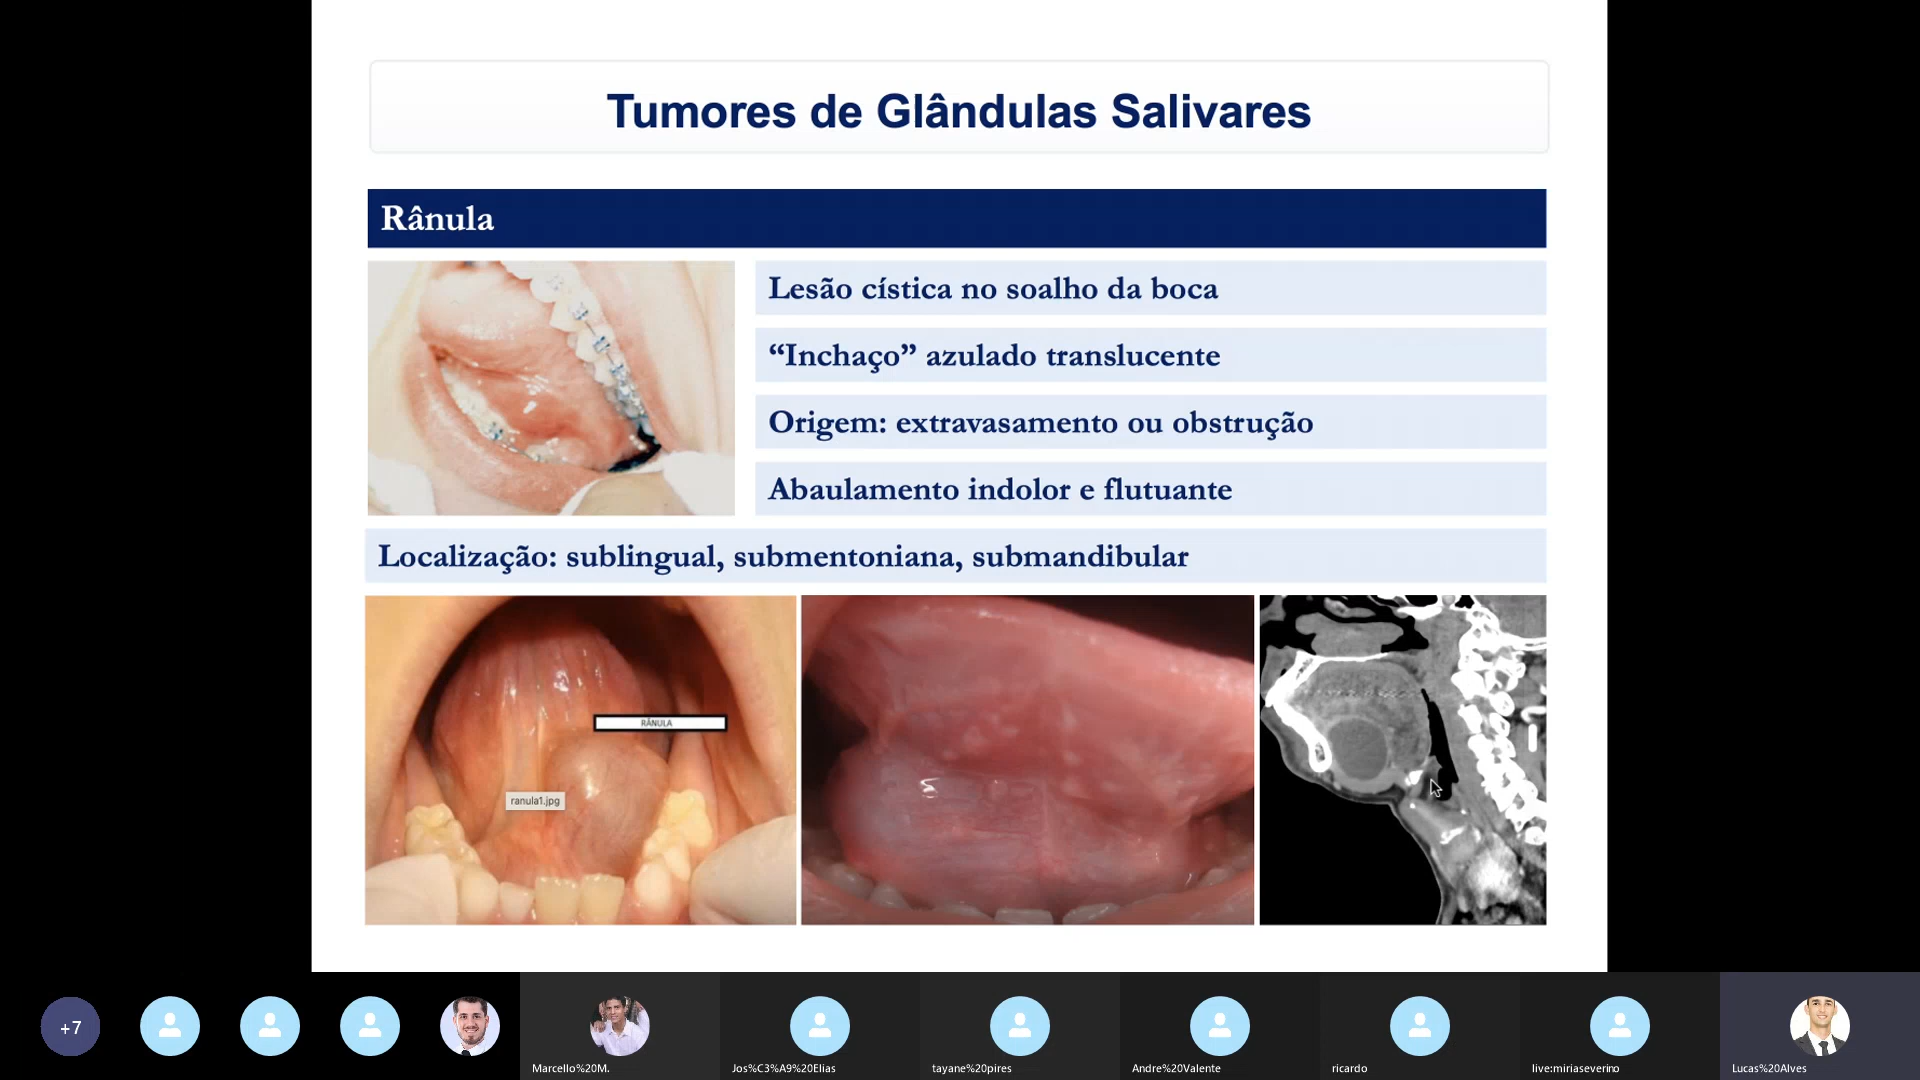 Tumores de Glândulas Salivares
Rânula
Lesão cística no soalho da boca
“Inchaço” azulado translucente
Origem: extravasamento ou obstrução
Abaulamento indolor e flutuante
Localização: sublingual, submentoniana, submandibular
RÂNULA
ranula1.jpg
+7
Marcello%20M.
Jos%C3%A9%20Elias
tayane%20pires
Andre%20Valente
ricardo
live:miriaseverino
Lucas%20Alves